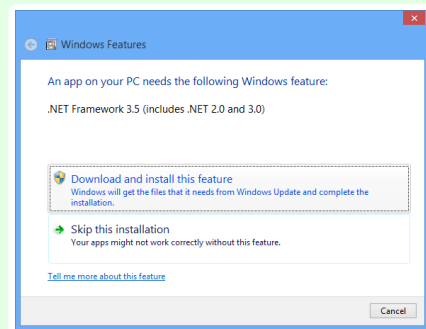 Windows Features
An app on your PC needs the following Windows feature:
.NET Framework 3.5 (includes .NET 2.0 and 3.0)
Download and install this feature
Windows will get the files that it needs from Windows Update and complete the
installation.
Skip this installation
Your apps might not work correctly without this feature.
Tell me more about this feature
Cancel